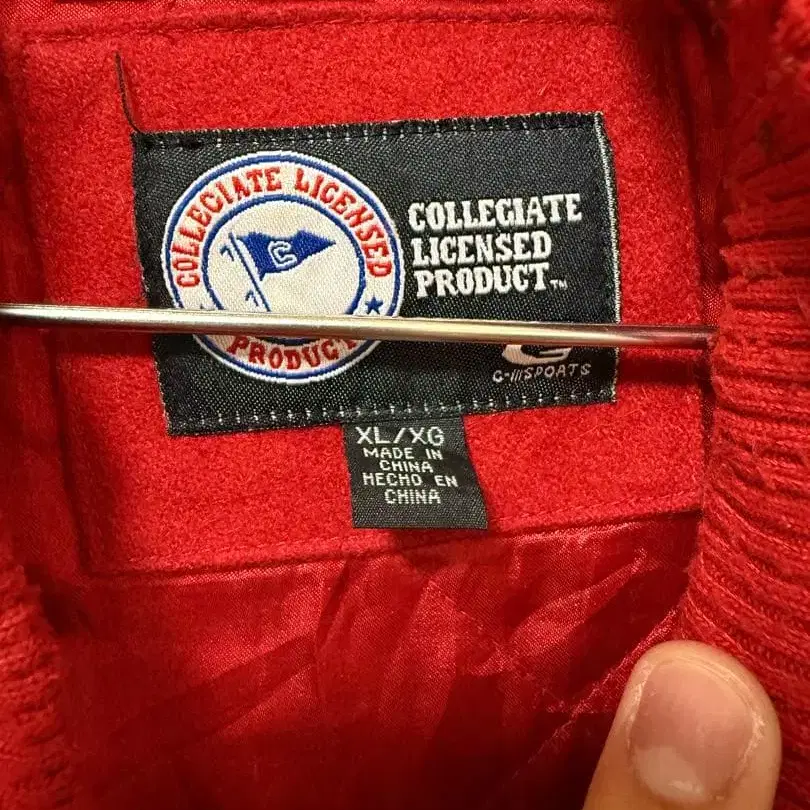 COLLEGIATE LICENSED
C
PRODUCT
COLLEGIATE
LICENSED
PRODUCT™
G-III SPORTS
XL/XG
MADE IN
CHINA
HECHO EN
CHINA